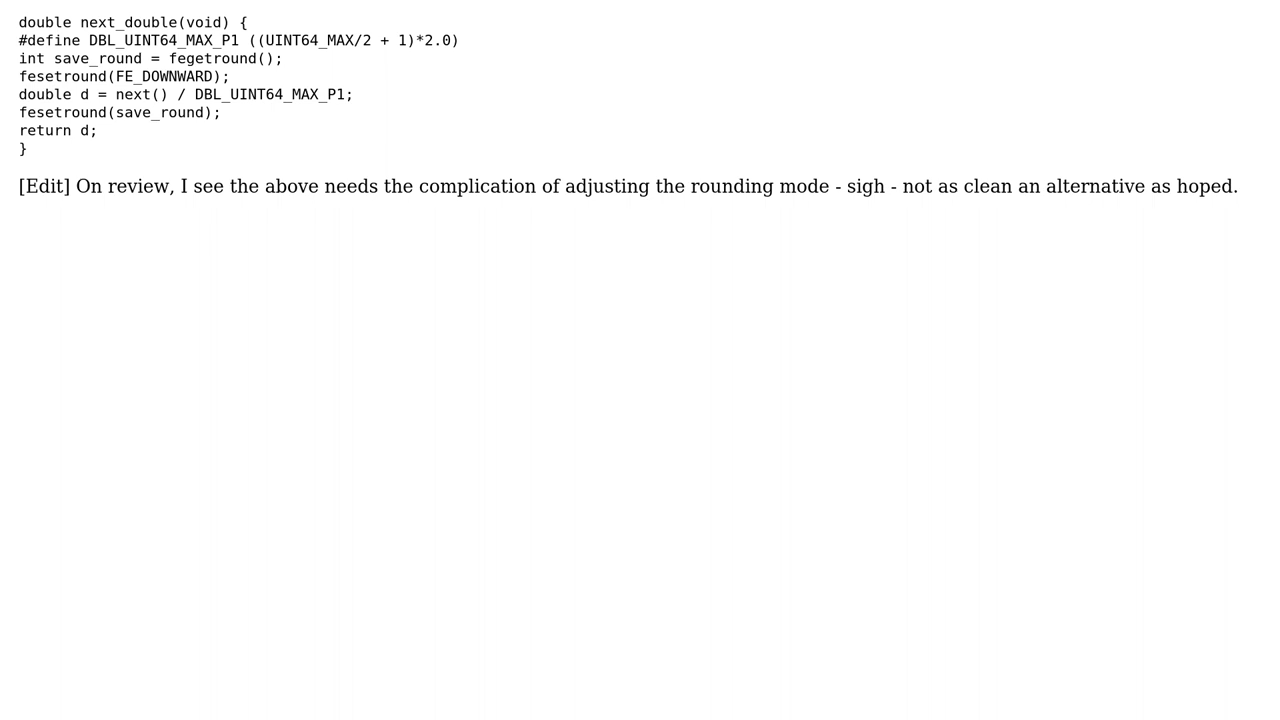 double next_double(void) {
#define DBL_UINT64_MAX_P1 ((UINT64_MAX/2 + 1)*2.0)
int save_round = fegetround();
fesetround(FE_DOWNWARD);
double d = next() / DBL_UINT64_MAX_P1;
fesetround(save_round);
return d;
}
[Edit] On review, I see the above needs the complication of adjusting the rounding mode - sigh - not as clean an alternative as hoped.